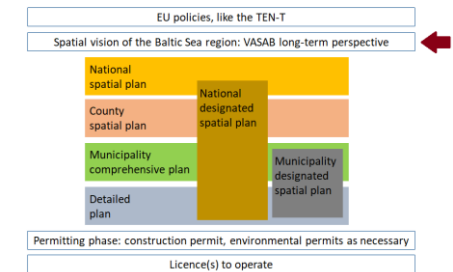 EU policies, like the TEN-T
Spatial vision of the Baltic Sea region: VASAB long-term perspective
National
spatial plan
National
designated
spatial plan
County
spatial plan
Municipality
comprehensive plan
Municipality
designated
spatial plan
Detailed
plan
Permitting phase: construction permit, environmental permits as necessary
Licence(s) to operate